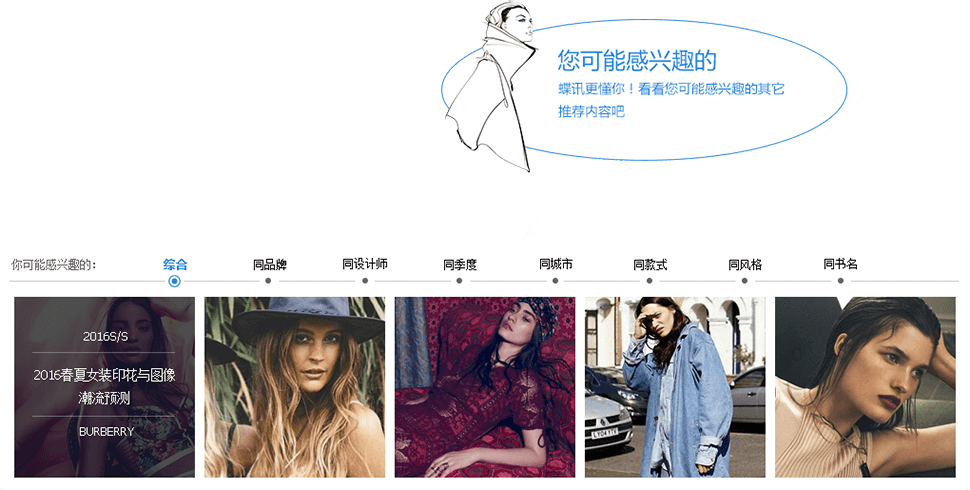 您可能感兴趣的
蝶讯更懂你！看看您可能感兴趣的其它
推荐内容吧
你可能感兴趣的： 综合 同品牌 同设计师 同季度 同城市 同款式 同风格 同书名
2016S/S
2016春夏女装印花与图像
潮流预测
BURBERRY